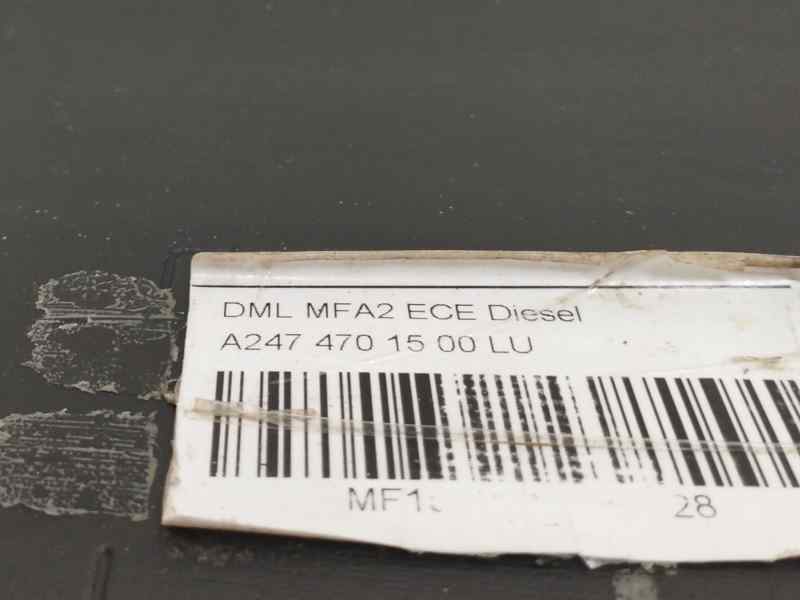 DML MFA2 ECE Diesel
A247 470 15 00 LU
28